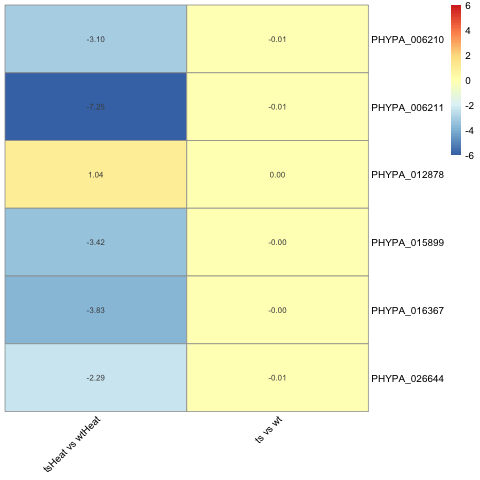 6
4
2
0
-2
-4
-6
-3.10 -0.01 PHYPA_006210
-7.25 -0.01 PHYPA_006211
1.04 0.00 PHYPA_012878
-3.42 -0.00 PHYPA_015899
-3.83 -0.00 PHYPA_016367
-2.29 -0.01 PHYPA_026644
tsHeat vs wtHeat
ts vs wt